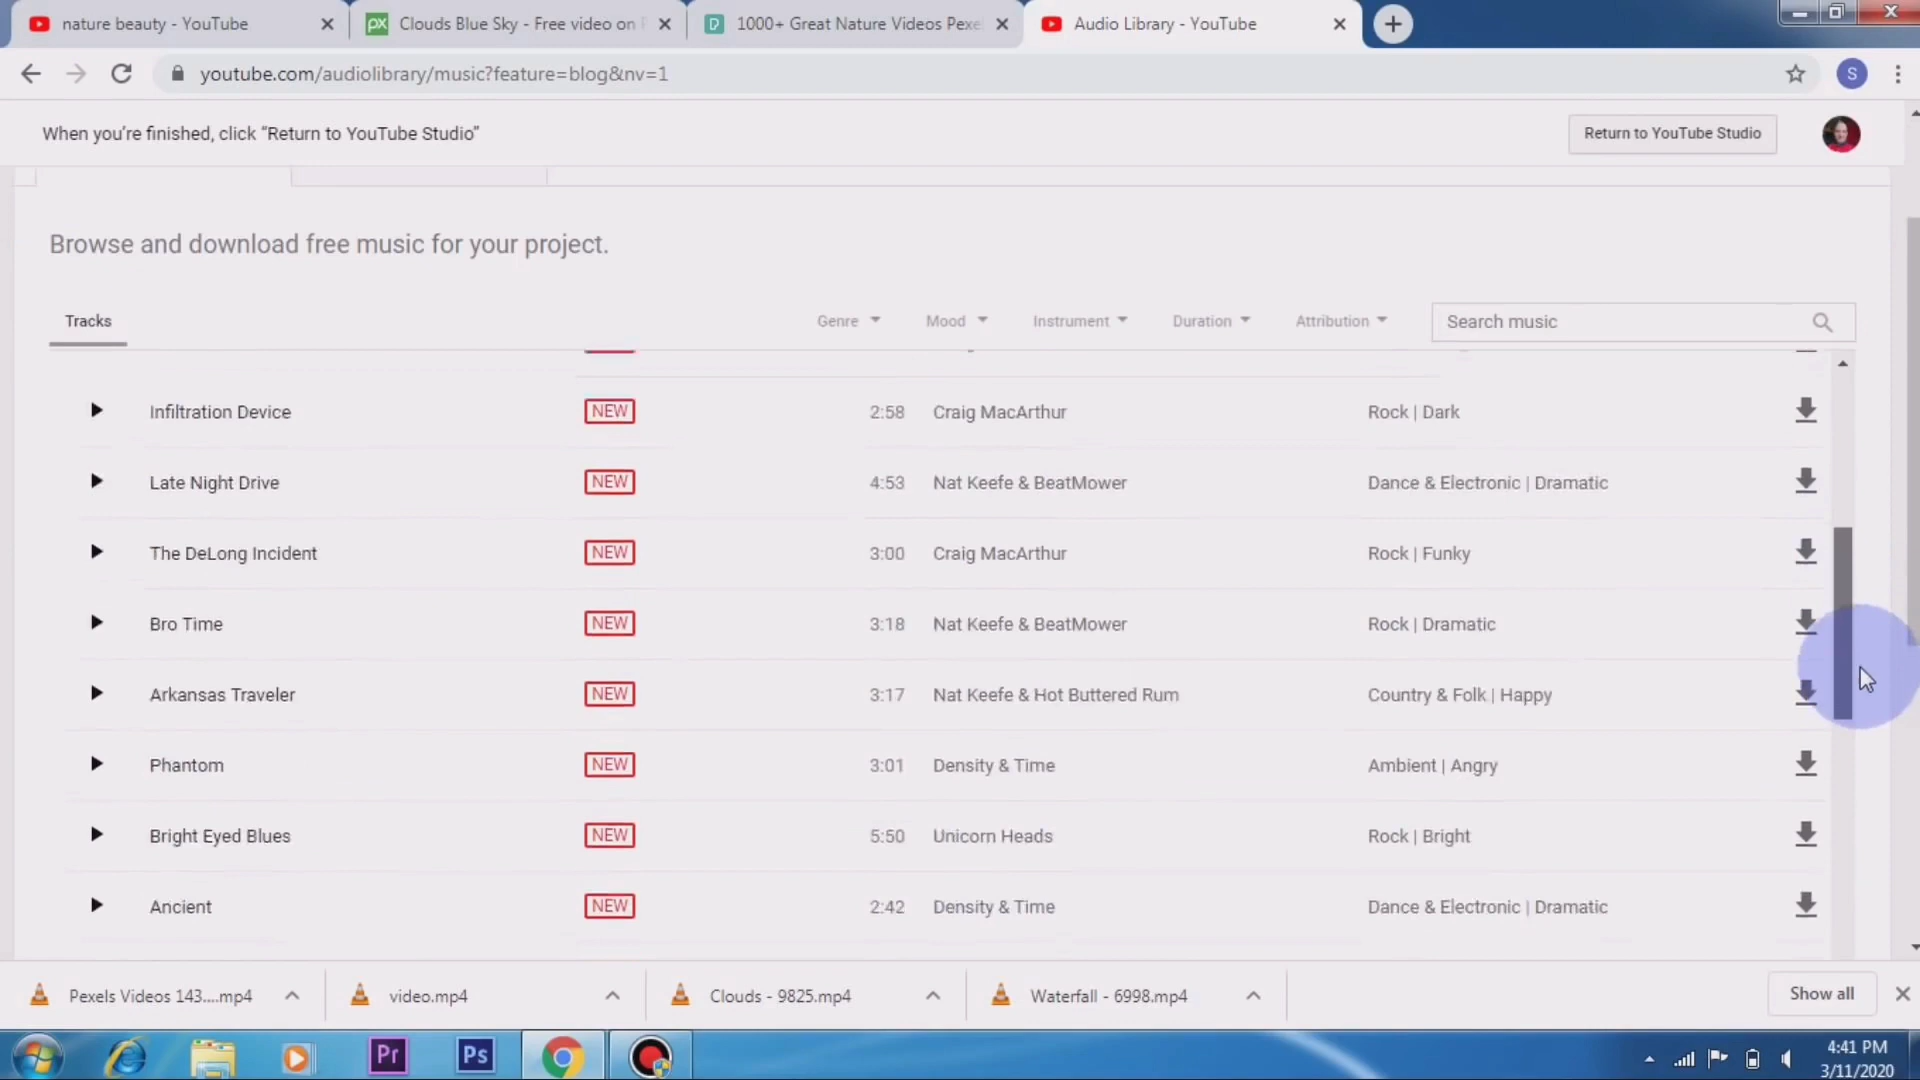 nature beauty - YouTube
Clouds Blue Sky - Free video on
1000+ Great Nature Videos Pexe
Audio Library - YouTube
youtube.com/audiolibrary/music?feature=blog&nv=1
S
When you're finished, click "Return to YouTube Studio"
Return to YouTube Studio
Browse and download free music for your project.
Tracks
Genre
Mood
Instrument
Duration
Attribution
Search music
Infiltration Device NEW 2:58 Craig MacArthur Rock | Dark
Late Night Drive NEW 4:53 Nat Keefe & BeatMower Dance & Electronic | Dramatic
The DeLong Incident NEW 3:00 Craig MacArthur Rock | Funky
Bro Time NEW 3:18 Nat Keefe & BeatMower Rock | Dramatic
Arkansas Traveler NEW 3:17 Nat Keefe & Hot Buttered Rum Country & Folk | Happy
Phantom NEW 3:01 Density & Time Ambient | Angry
Bright Eyed Blues NEW 5:50 Unicorn Heads Rock | Bright
Ancient NEW 2:42 Density & Time Dance & Electronic | Dramatic
Pexels Videos 143....mp4
video.mp4
Clouds - 9825.mp4
Waterfall - 6998.mp4
Show all
Pr
Ps
4:41 PM
3/11/2020